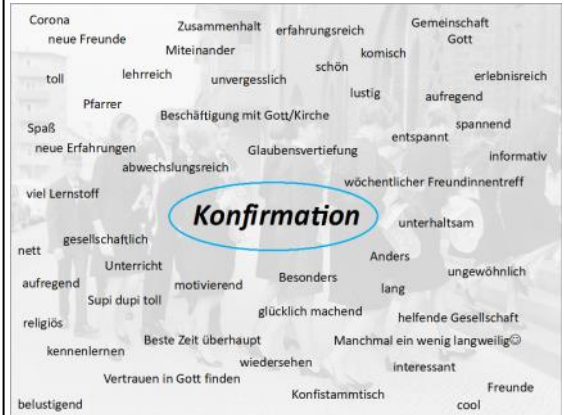 Corona
Zusammenhalt
erfahrungsreich
Gemeinschaft
neue Freunde
Gott
Miteinander
komisch
schön
toll
lehrreich
unvergesslich
erlebnisreich
lustig
aufregend
Pfarrer
Beschäftigung mit Gott/Kirche
Spaß
spannend
entspannt
neue Erfahrungen
Glaubensvertiefung
informativ
abwechslungsreich
wöchentlicher Freundinnentreff
viel Lernstoff
Konfirmation
unterhaltsam
gesellschaftlich
nett
Anders
Unterricht
Besonders
ungewöhnlich
aufregend
motivierend
lang
Supi dupi toll
glücklich machend
helfende Gesellschaft
religiös
Beste Zeit überhaupt
Manchmal ein wenig langweilig☺
kennenlernen
wiedersehen
interessant
Vertrauen in Gott finden
Freunde
Konfistammtisch
belustigend
cool